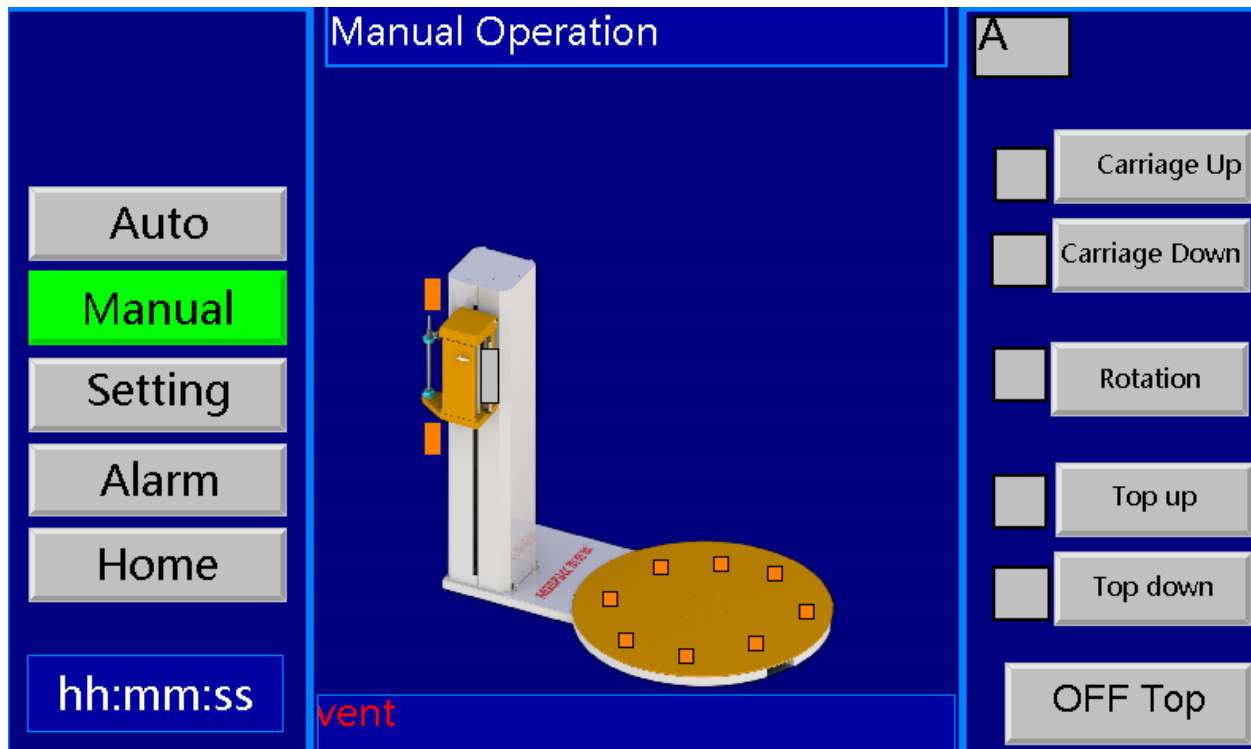 Manual Operation
A
Auto
Manual
Setting
Alarm
Home
hh:mm:ss
vent
Carriage Up
Carriage Down
Rotation
Top up
Top down
OFF Top